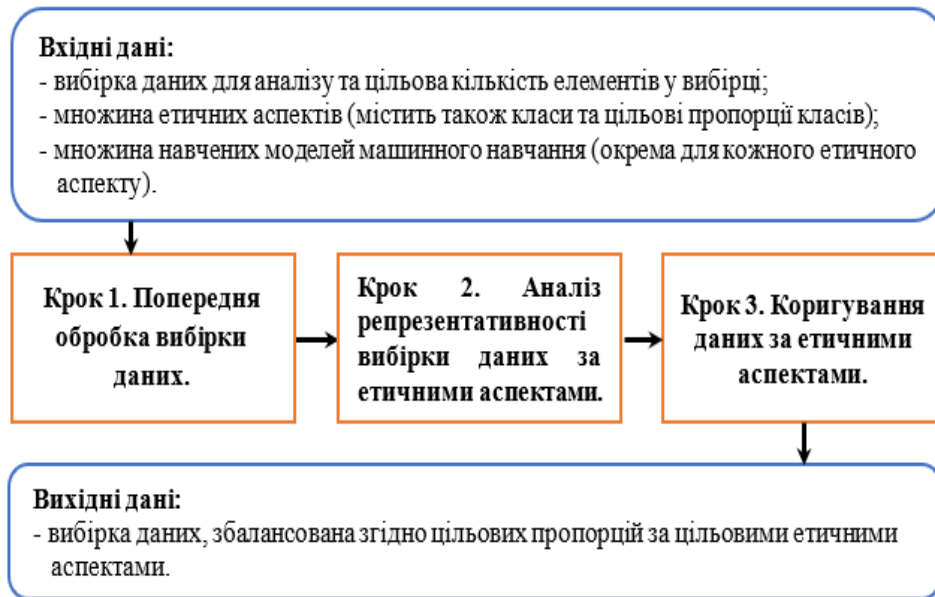 Вхідні дані:
- вибірка даних для аналізу та цільова кількість елементів у вибірці;
- множина етичних аспектів (містить також класи та цільові пропорції класів);
- множина навчених моделей машинного навчання (окрема для кожного етичного
аспекту).
Крок 1. Попередня
обробка вибірки
даних.
Крок 2. Аналіз
репрезентативності
вибірки даних за
етичними аспектами.
Крок 3. Коригування
даних за етичними
аспектами.
Вихідні дані:
- вибірка даних, збалансована згідно цільових пропорцій за цільовими етичними
аспектами.